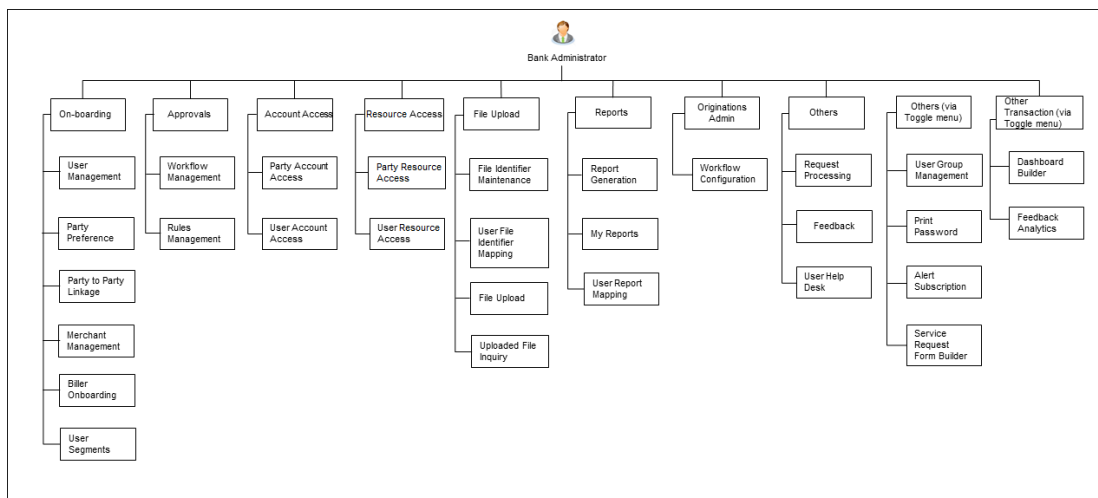 Bank Administrator
On-boarding
User
Management
Party
Preference
Party to Party
Linkage
Merchant
Management
Biller
Onboarding
User
Segments
Approvals
Workflow
Management
Rules
Management
Account Access
Party Account
Access
User Account
Access
Resource Access
Party Resource
Access
User Resource
Access
File Upload
File Identifier
Maintenance
User File
Identifier
Mapping
File Upload
Uploaded File
Inquiry
Reports
Report
Generation
My Reports
User Report
Mapping
Originations
Admin
Workflow
Configuration
Others
Request
Processing
Feedback
User Help
Desk
Others (via
Toggle menu)
User Group
Management
Print
Password
Alert
Subscription
Service
Request
Form Builder
Other
Transaction (via
Toggle menu)
Dashboard
Builder
Feedback
Analytics